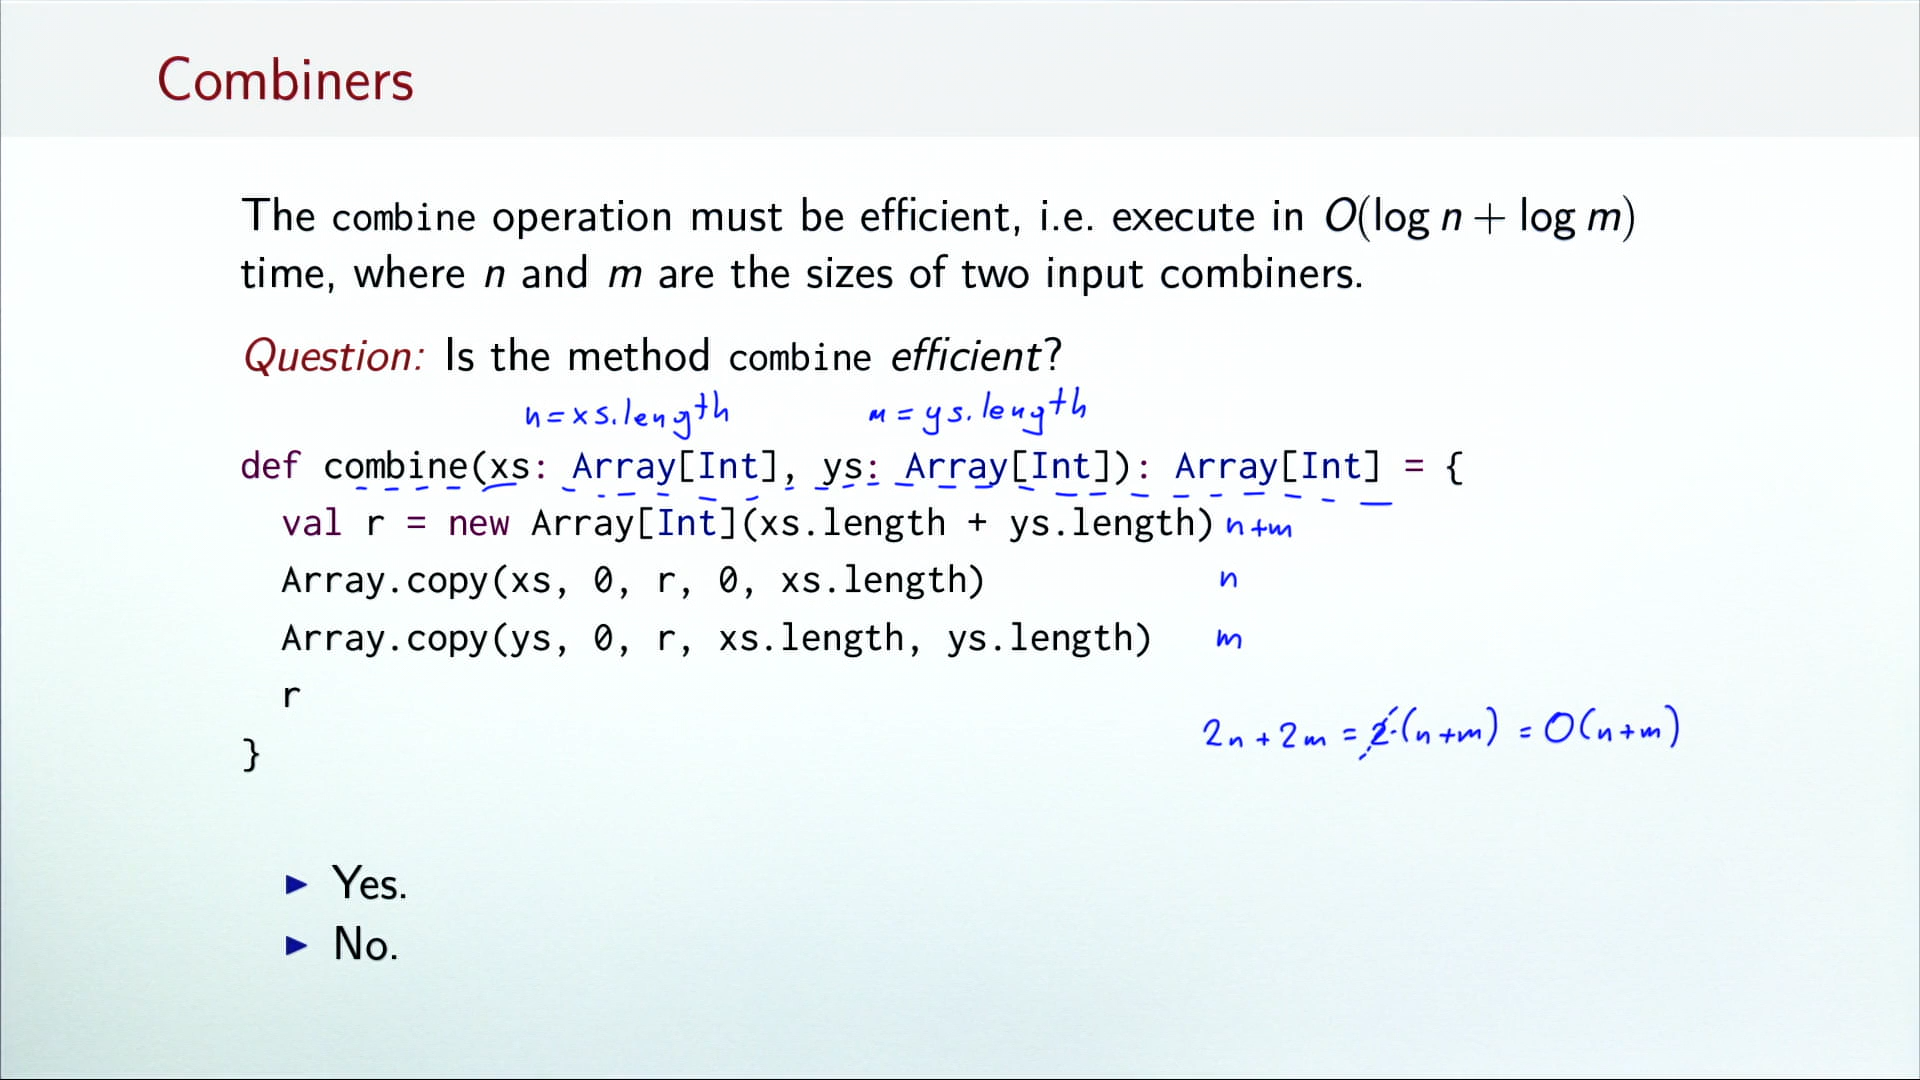 Combiners
The combine operation must be efficient, i.e. execute in O(log n + log m)
time, where n and m are the sizes of two input combiners.
Question: Is the method combine efficient?
n = xs.length m = ys.length
def combine(xs: Array[Int], ys: Array[Int]): Array[Int] = {
val r = new Array[Int](xs.length + ys.length) n+m
Array.copy(xs, 0, r, 0, xs.length) n
Array.copy(ys, 0, r, xs.length, ys.length) m
r
2n + 2m = 2·(n+m) = O(n+m)
}
▶ Yes.
▶ No.